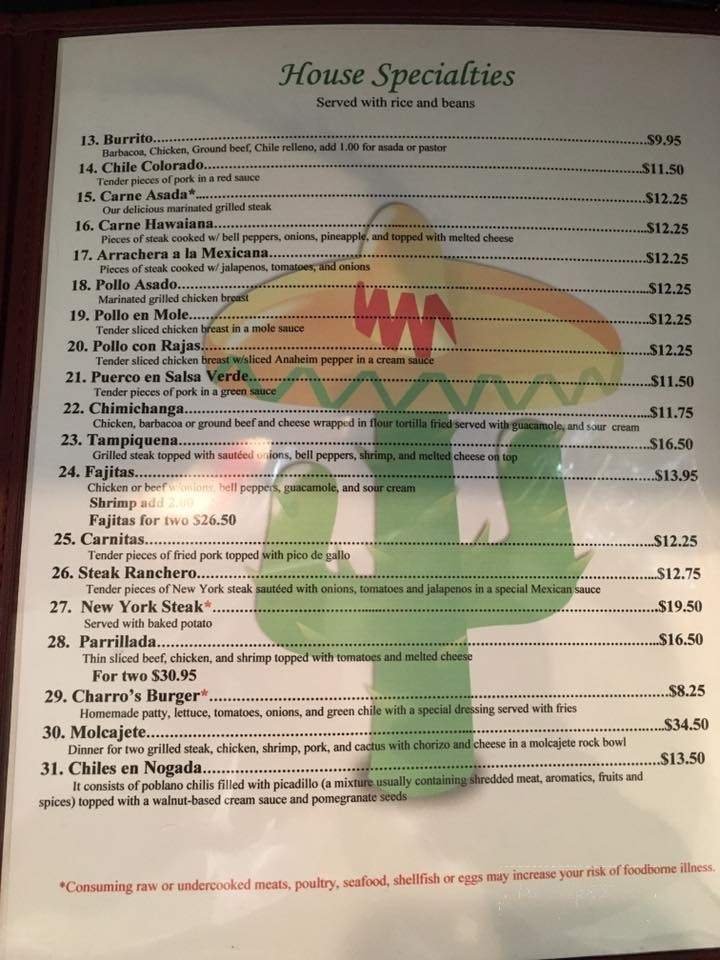 House Specialties
Served with rice and beans
13. Burrito..........$9.95
Barbacoa, Chicken, Ground beef, Chile relleno, add 1.00 for asada or pastor
14. Chile Colorado..........$11.50
Tender pieces of pork in a red sauce
15. Carne Asada*..........$12.25
Our delicious marinated grilled steak
16. Carne Hawaiana..........$12.25
Pieces of steak cooked w/ bell peppers, onions, pineapple, and topped with melted cheese
17. Arrachera a la Mexicana..........$12.25
Pieces of steak cooked w/ jalapenos, tomatoes, and onions
18. Pollo Asado..........$12.25
Marinated grilled chicken breast
19. Pollo en Mole..........$12.25
Tender sliced chicken breast in a mole sauce
20. Pollo con Rajas..........$12.25
Tender sliced chicken breast w/sliced Anaheim pepper in a cream sauce
21. Puerco en Salsa Verde..........$11.50
Tender pieces of pork in a green sauce
22. Chimichanga..........$11.75
Chicken, barbacoa or ground beef and cheese wrapped in flour tortilla fried served with guacamole, and sour cream
23. Tampiquena..........$16.50
Grilled steak topped with sautéed onions, bell peppers, shrimp, and melted cheese on top
24. Fajitas..........$13.95
Chicken or beef w/onions, bell peppers, guacamole, and sour cream
Shrimp add 2.00
Fajitas for two $26.50
25. Carnitas..........$12.25
Tender pieces of fried pork topped with pico de gallo
26. Steak Ranchero..........$12.75
Tender pieces of New York steak sautéed with onions, tomatoes and jalapenos in a special Mexican sauce
27. New York Steak*..........$19.50
Served with baked potato
28. Parrillada..........$16.50
Thin sliced beef, chicken, and shrimp topped with tomatoes and melted cheese
For two $30.95
29. Charro's Burger*..........$8.25
Homemade patty, lettuce, tomatoes, onions, and green chile with a special dressing served with fries
30. Molcajete..........$34.50
Dinner for two grilled steak, chicken, shrimp, pork, and cactus with chorizo and cheese in a molcajete rock bowl
31. Chiles en Nogada..........$13.50
It consists of poblano chilis filled with picadillo (a mixture usually containing shredded meat, aromatics, fruits and
spices) topped with a walnut-based cream sauce and pomegranate seeds
*Consuming raw or undercooked meats, poultry, seafood, shellfish or eggs may increase your risk of foodborne illness.